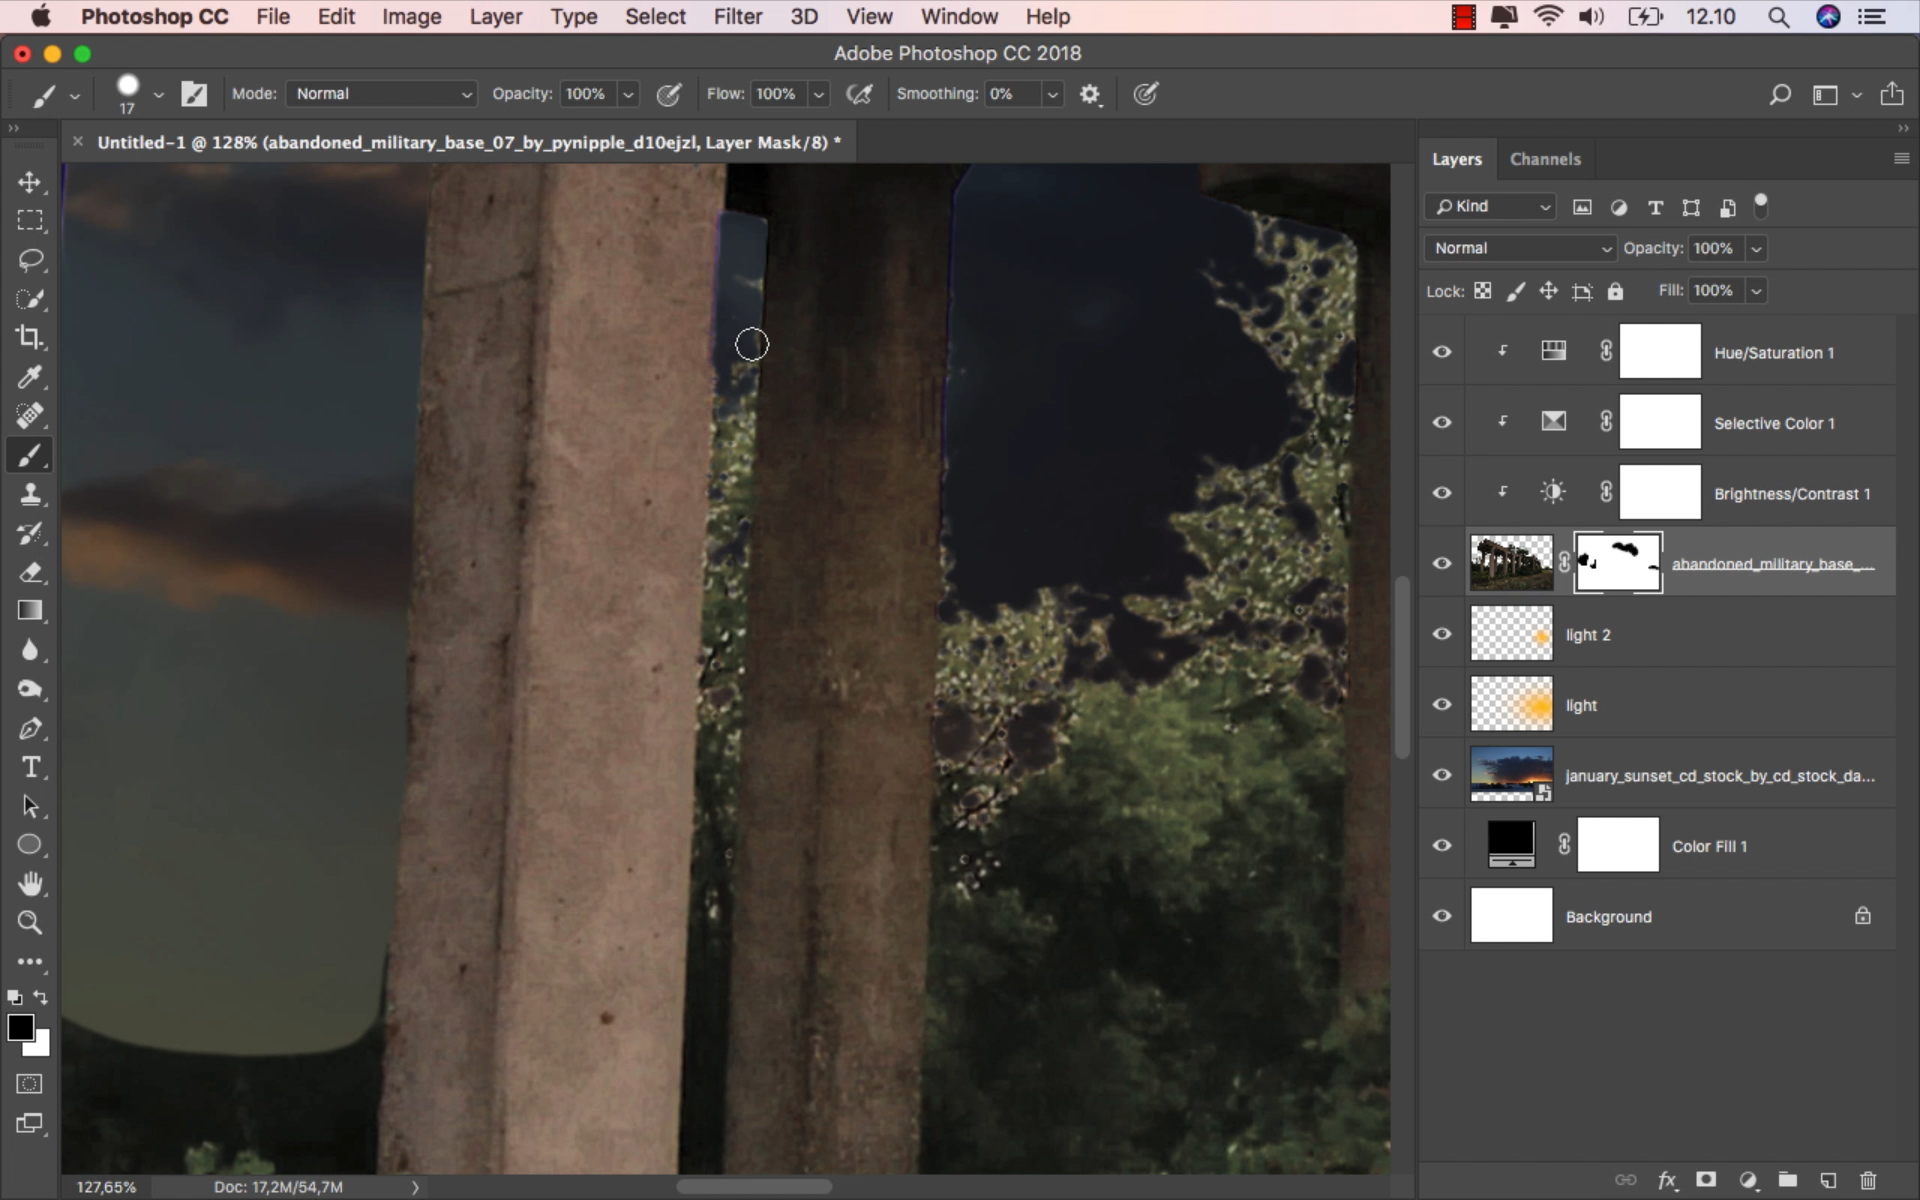 Photoshop CC File Edit Image Layer Type Select Filter 3D View Window Help 12.10
Adobe Photoshop CC 2018
17 Mode: Normal Opacity: 100% Flow: 100% Smoothing: 0%
Untitled-1 @ 128% (abandoned_military_base_07_by_pynipple_d10ejzl, Layer Mask/8) *
Layers Channels
Kind
Normal Opacity: 100%
Lock: Fill: 100%
Hue/Saturation 1
Selective Color 1
Brightness/Contrast 1
abandoned_military_base_...
light 2
light
january_sunset_cd_stock_by_cd_stock_da...
Color Fill 1
Background
127,65% Doc: 17,2M/54,7M